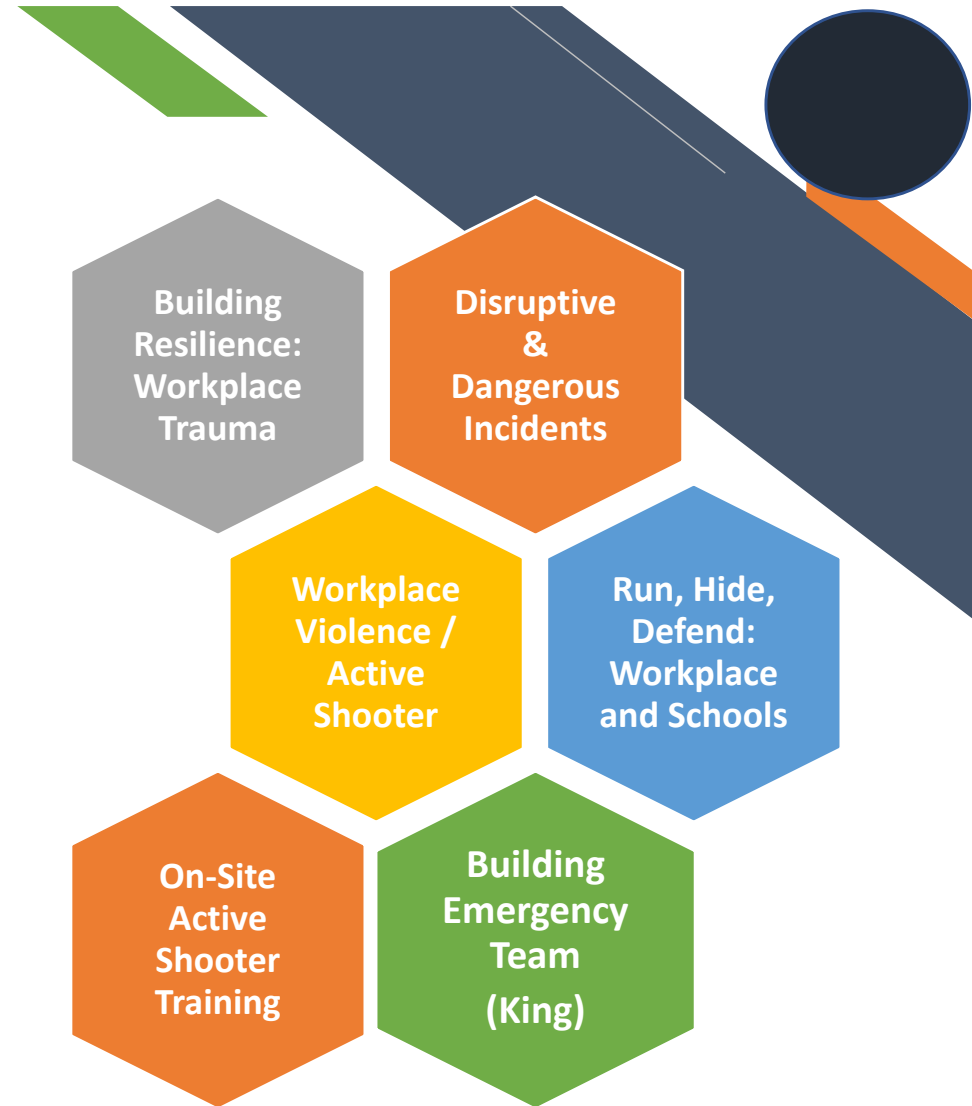 Building
Resilience:
Workplace
Trauma
Disruptive
&
Dangerous
Incidents
Workplace
Violence /
Active
Shooter
Run, Hide,
Defend:
Workplace
and Schools
On-Site
Active
Shooter
Training
Building
Emergency
Team
(King)